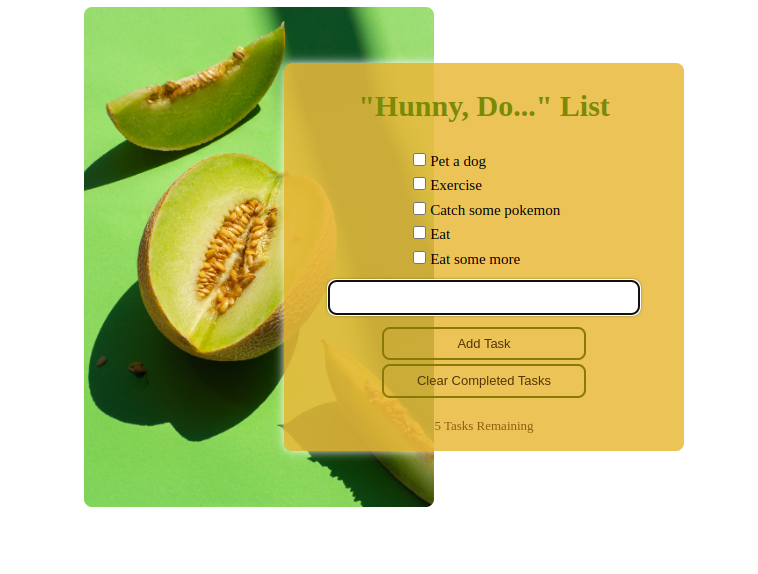 "Hunny, Do..." List
Pet a dog
Exercise
Catch some pokemon
Eat
Eat some more
Add Task
Clear Completed Tasks
5 Tasks Remaining